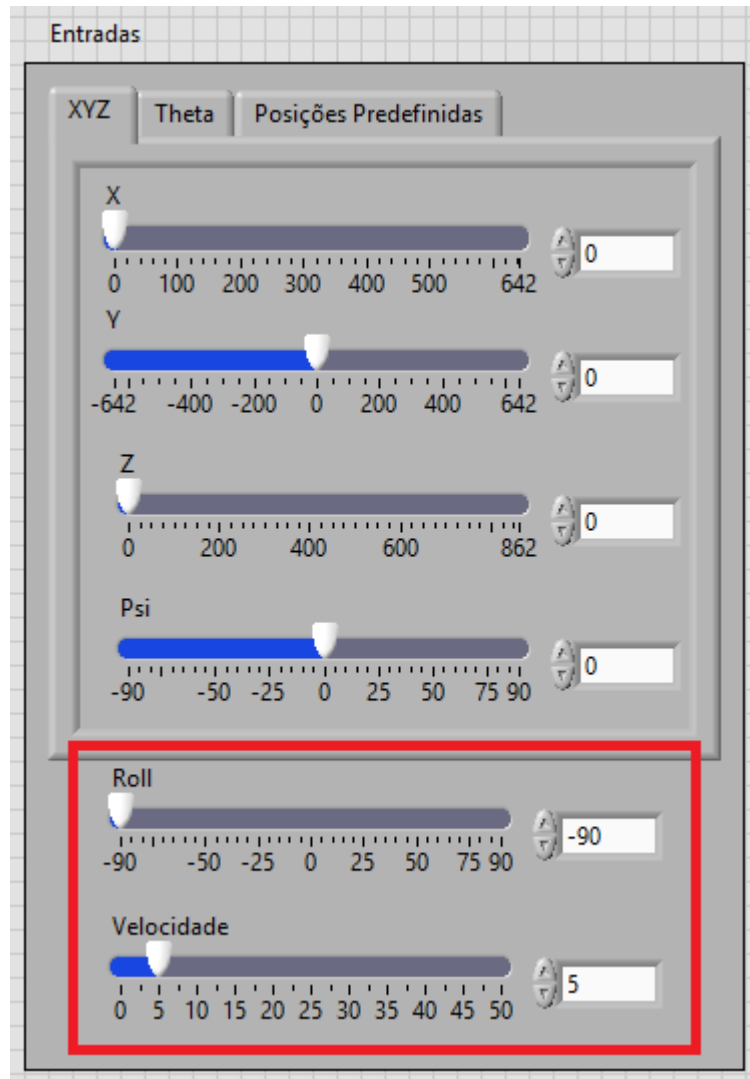 Entradas
XYZ Theta Posições Predefinidas
X
0
0 100 200 300 400 500 642
Y
0
-642 -400 -200 0 200 400 642
Z
0
0 200 400 600 862
Psi
0
-90 -50 -25 0 25 50 75 90
Roll
-90
-90 -50 -25 0 25 50 75 90
Velocidade
5
0 5 10 15 20 25 30 35 40 45 50